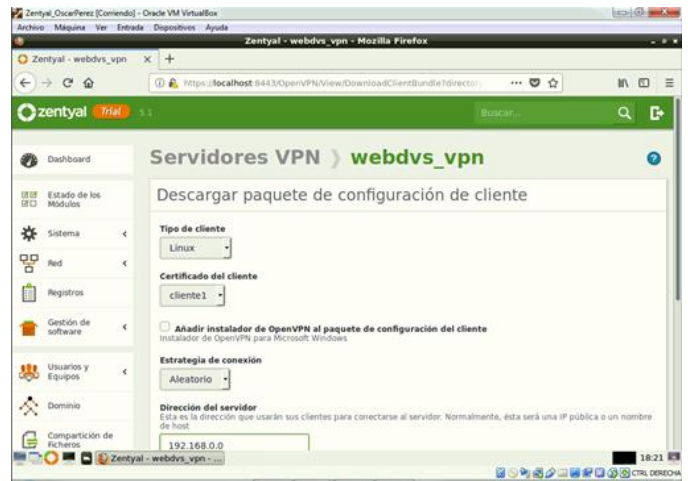 Zentyal_OscarPerez [Corriendo] - Oracle VM VirtualBox
Archivo Máquina Ver Entrada Dispositivos Ayuda
Zentyal - webdvs_vpn - Mozilla Firefox
Zentyal - webdvs_vpn
https://localhost:8443/OpenVPN/View/DownloadClientBundle?director
zentyal Trial 5.1
Buscar...
Dashboard
Estado de los
Módulos
Sistema
Red
Registros
Gestión de
software
Usuarios y
Equipos
Dominio
Compartición de
Ficheros
Servidores VPN webdvs_vpn
Descargar paquete de configuración de cliente
Tipo de cliente
Linux
Certificado del cliente
cliente1
Añadir instalador de OpenVPN al paquete de configuración del cliente
Instalador de OpenVPN para Microsoft Windows
Estrategia de conexión
Aleatorio
Dirección del servidor
Esta es la dirección que usarán sus clientes para conectarse al servidor. Normalmente, ésta será una IP pública o un nombre
de host
192.168.0.0
Zentyal - webdvs_vpn - ...
18:21
CTRL DERECHA